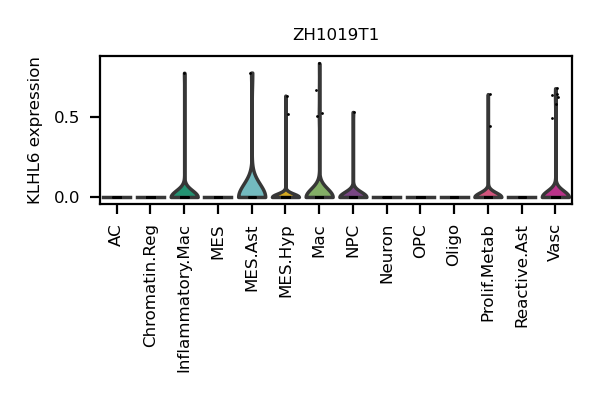 ZH1019T1
KLHL6 expression
0.5
0.0
AC
Chromatin.Reg
Inflammatory.Mac
MES
MES.Ast
MES.Hyp
Mac
NPC
Neuron
OPC
Oligo
Prolif.Metab
Reactive.Ast
Vasc